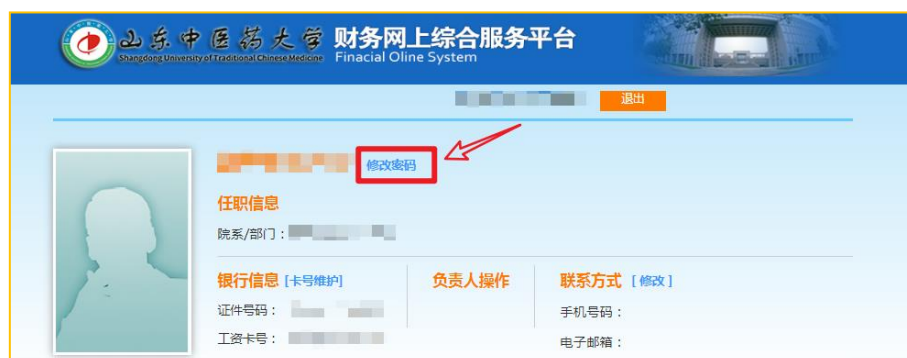 山东中医药大学 财务网上综合服务平台
Shangdong University of Traditional Chinese Medicine Finacial Oline System
退出
修改密码
任职信息
院系/部门：
银行信息 [卡号维护] 负责人操作 联系方式 [修改]
证件号码： 手机号码：
工资卡号： 电子邮箱：